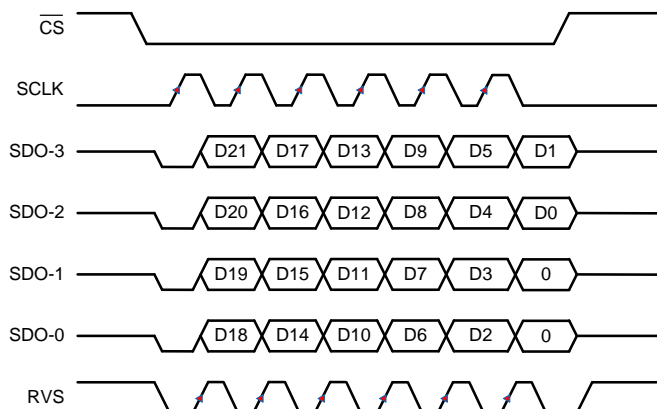 CS
SCLK
SDO-3 D21 D17 D13 D9 D5 D1
SDO-2 D20 D16 D12 D8 D4 D0
SDO-1 D19 D15 D11 D7 D3 0
SDO-0 D18 D14 D10 D6 D2 0
RVS